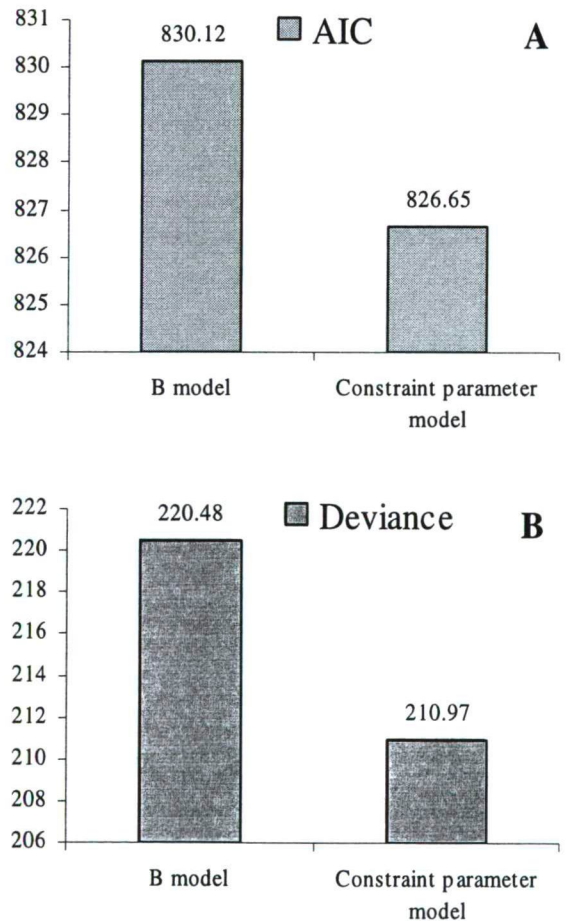 831
830
829
828
827
826
825
824
830.12
AIC
A
826.65
B model
Constraint parameter
model
222
220
218
216
214
212
210
208
206
220.48
Deviance
B
210.97
B model
Constraint parameter
model